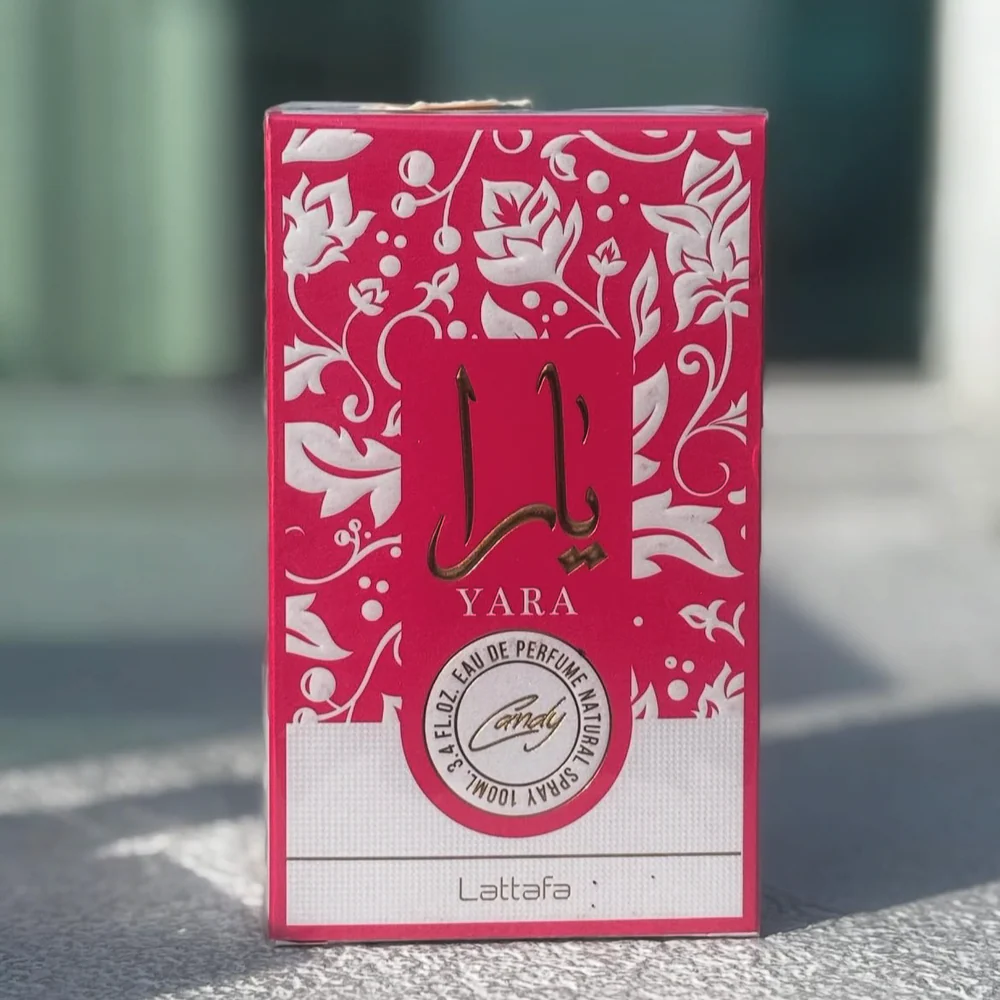 يارا
YARA
EAU DE PERFUME NATURAL SPRAY 100ML. 3.4 FL.OZ.
Candy
Lattafa